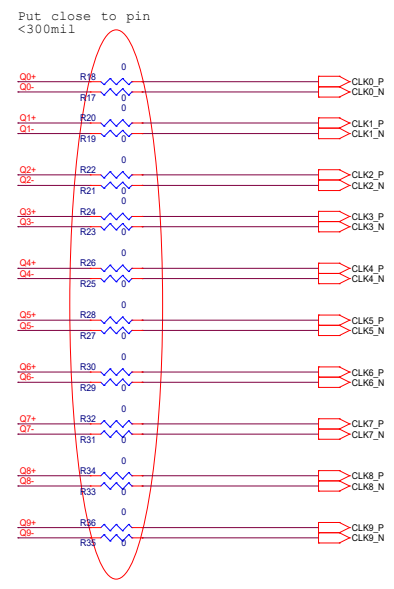 Put close to pin
<300mil
0
Q0+ R18 CLK0_P
Q0- R17 CLK0_N
0
0
Q1+ R20 CLK1_P
Q1- R19 CLK1_N
0
0
Q2+ R22 CLK2_P
Q2- R21 CLK2_N
0
0
Q3+ R24 CLK3_P
Q3- R23 CLK3_N
0
0
Q4+ R26 CLK4_P
Q4- R25 CLK4_N
0
0
Q5+ R28 CLK5_P
Q5- R27 CLK5_N
0
0
Q6+ R30 CLK6_P
Q6- R29 CLK6_N
0
0
Q7+ R32 CLK7_P
Q7- R31 CLK7_N
0
0
Q8+ R34 CLK8_P
Q8- R33 CLK8_N
0
0
Q9+ R36 CLK9_P
Q9- R35 CLK9_N
0